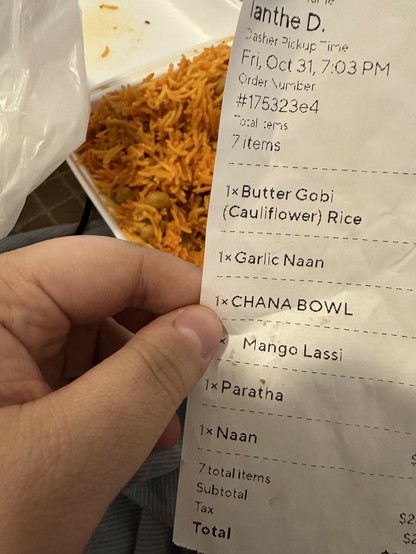 Ianthe D.
Dasher Pickup Time
Fri, Oct 31, 7:03 PM
Order Number
#175323e4
Total items
7 items
1× Butter Gobi
(Cauliflower) Rice
1× Garlic Naan
1× CHANA BOWL
× Mango Lassi
1× Paratha
1× Naan
7 total items
Subtotal
Tax
$2
Total